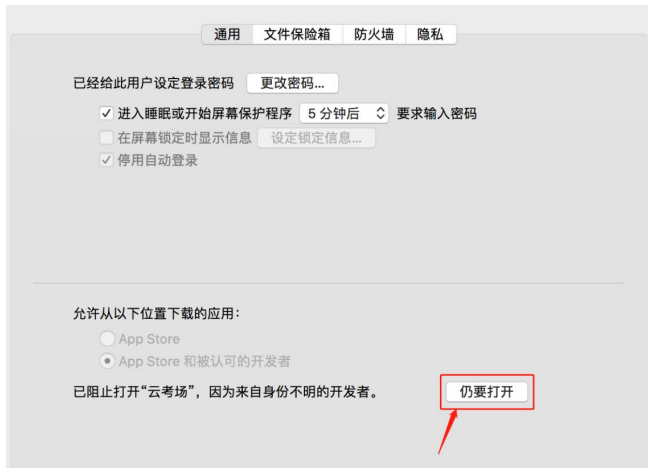 通用 文件保险箱 防火墙 隐私
已经给此用户设定登录密码 更改密码...
进入睡眠或开始屏幕保护程序 5 分钟后 要求输入密码
在屏幕锁定时显示信息 设定锁定信息...
停用自动登录
允许从以下位置下载的应用：
App Store
App Store 和被认可的开发者
已阻止打开“云考场”，因为来自身份不明的开发者。 仍要打开